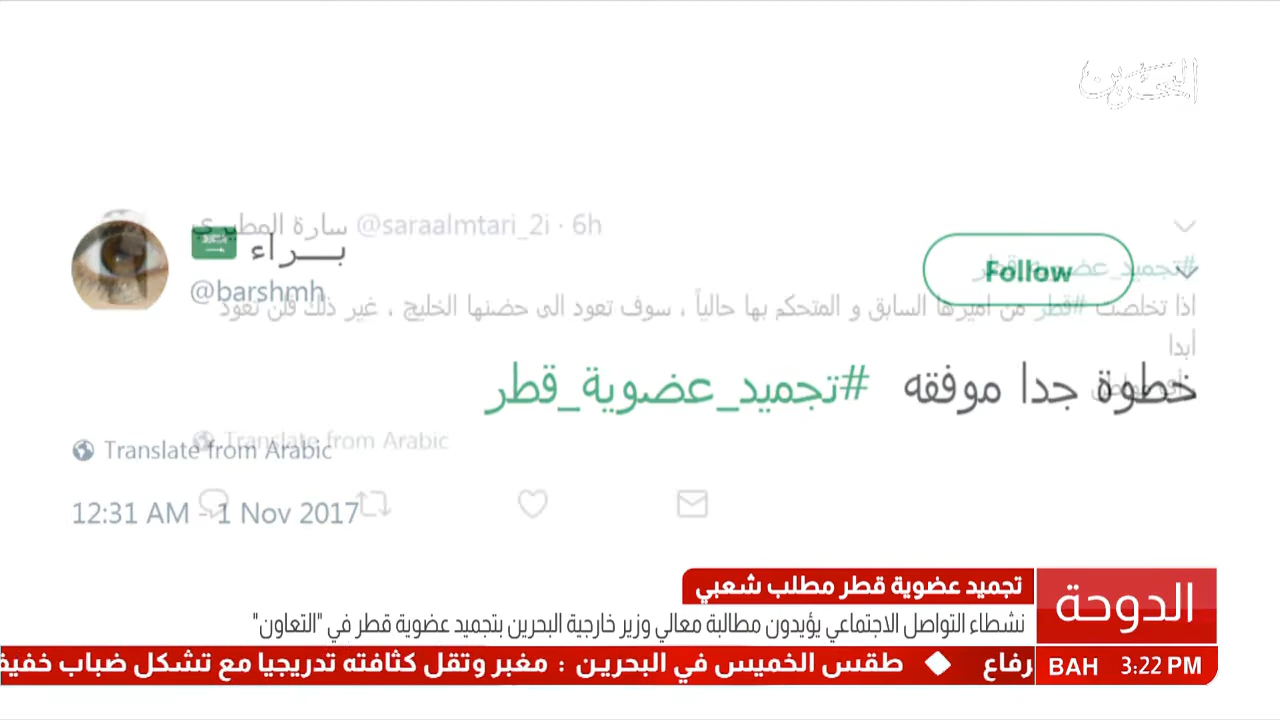 البحرين
سارة المطيري @saraalmtari_2i · 6h
براء
@barshmh
Follow
#تجميد_عضوية_قطر
اذا تخلصت #قطر من اميرها السابق و المتحكم بها حالياً ، سوف تعود الى حضنها الخليج ، غير ذلك فلن تعود
أبدا
خطوة جدا موفقه #تجميد_عضوية_قطر
Translate from Arabic
Translate from Arabic
12:31 AM - 1 Nov 2017
تجميد عضوية قطر مطلب شعبي
الدوحة
نشطاء التواصل الاجتماعي يؤيدون مطالبة معالي وزير خارجية البحرين بتجميد عضوية قطر في "التعاون"
BAH 3:22 PM
رفاع ◆ طقس الخميس في البحرين : مغبر وتقل كثافته تدريجيا مع تشكل ضباب خفيف